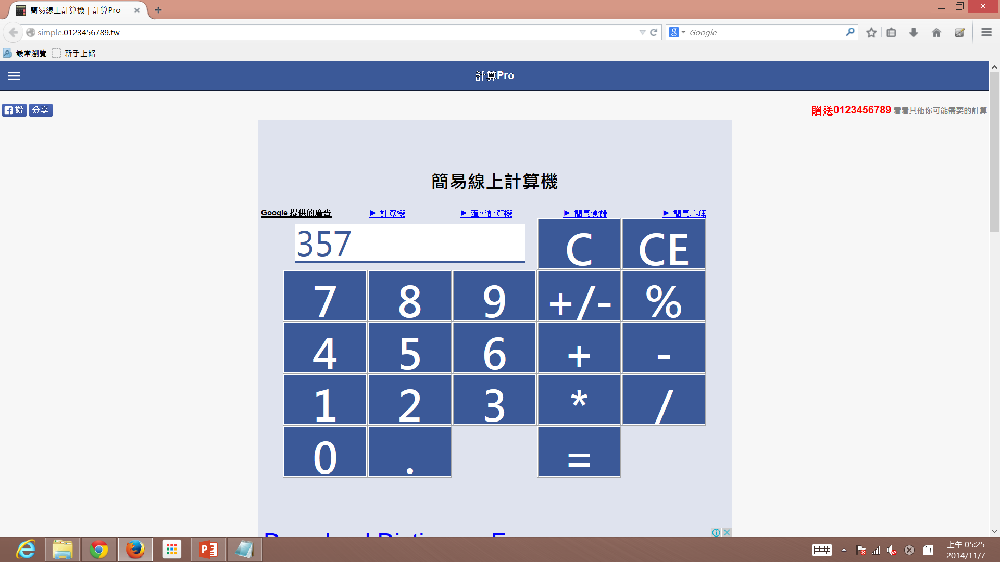 簡易線上計算機 | 計算Pro
simple.0123456789.tw
Google
最常瀏覽 新手上路
計算Pro
讚 分享
贈送0123456789 看看其他你可能需要的計算
簡易線上計算機
Google 提供的廣告 ► 計算機 ► 匯率計算機 ► 簡易食譜 ► 簡易料理
357 C CE
7 8 9 +/- %
4 5 6 + -
1 2 3 * /
0 . =
上午 05:25
2014/11/7